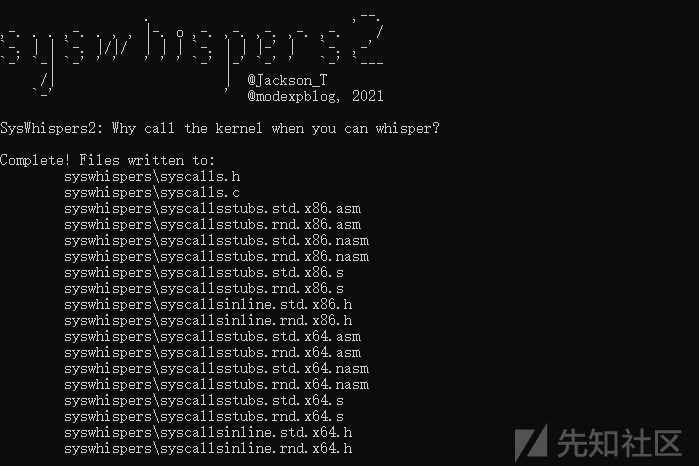 syswhispers2
@Jackson_T
@modexpblog, 2021
SysWhispers2: Why call the kernel when you can whisper?
Complete! Files written to:
syswhispers\syscalls.h
syswhispers\syscalls.c
syswhispers\syscallsstubs.std.x86.asm
syswhispers\syscallsstubs.rnd.x86.asm
syswhispers\syscallsstubs.std.x86.nasm
syswhispers\syscallsstubs.rnd.x86.nasm
syswhispers\syscallsstubs.std.x86.s
syswhispers\syscallsstubs.rnd.x86.s
syswhispers\syscallsinline.std.x86.h
syswhispers\syscallsinline.rnd.x86.h
syswhispers\syscallsstubs.std.x64.asm
syswhispers\syscallsstubs.rnd.x64.asm
syswhispers\syscallsstubs.std.x64.nasm
syswhispers\syscallsstubs.rnd.x64.nasm
syswhispers\syscallsstubs.std.x64.s
syswhispers\syscallsstubs.rnd.x64.s
syswhispers\syscallsinline.std.x64.h
syswhispers\syscallsinline.rnd.x64.h
先知社区